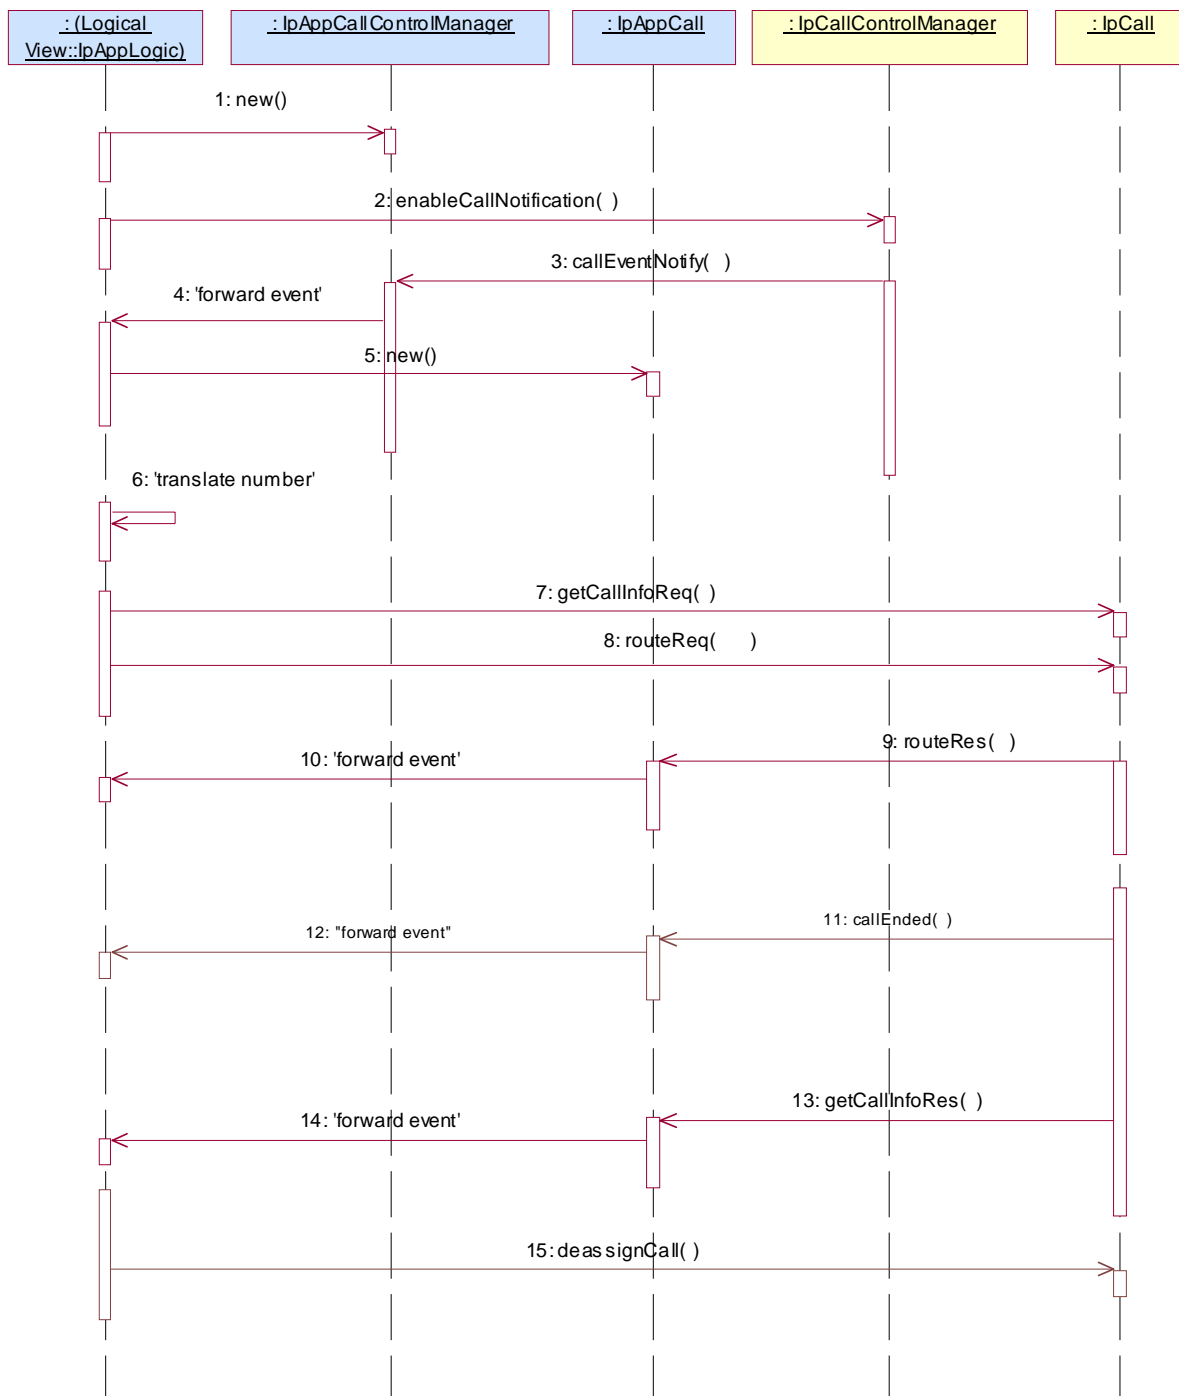 : (Logical
View::IpAppLogic)
: IpAppCallControlManager
: IpAppCall
: IpCallControlManager
: IpCall
1: new()
2: enableCallNotification( )
3: callEventNotify( )
4: 'forward event'
5: new()
6: 'translate number'
7: getCallInfoReq( )
8: routeReq( )
9: routeRes( )
10: 'forward event'
11: callEnded( )
12: "forward event"
13: getCallInfoRes( )
14: 'forward event'
15: deassignCall( )